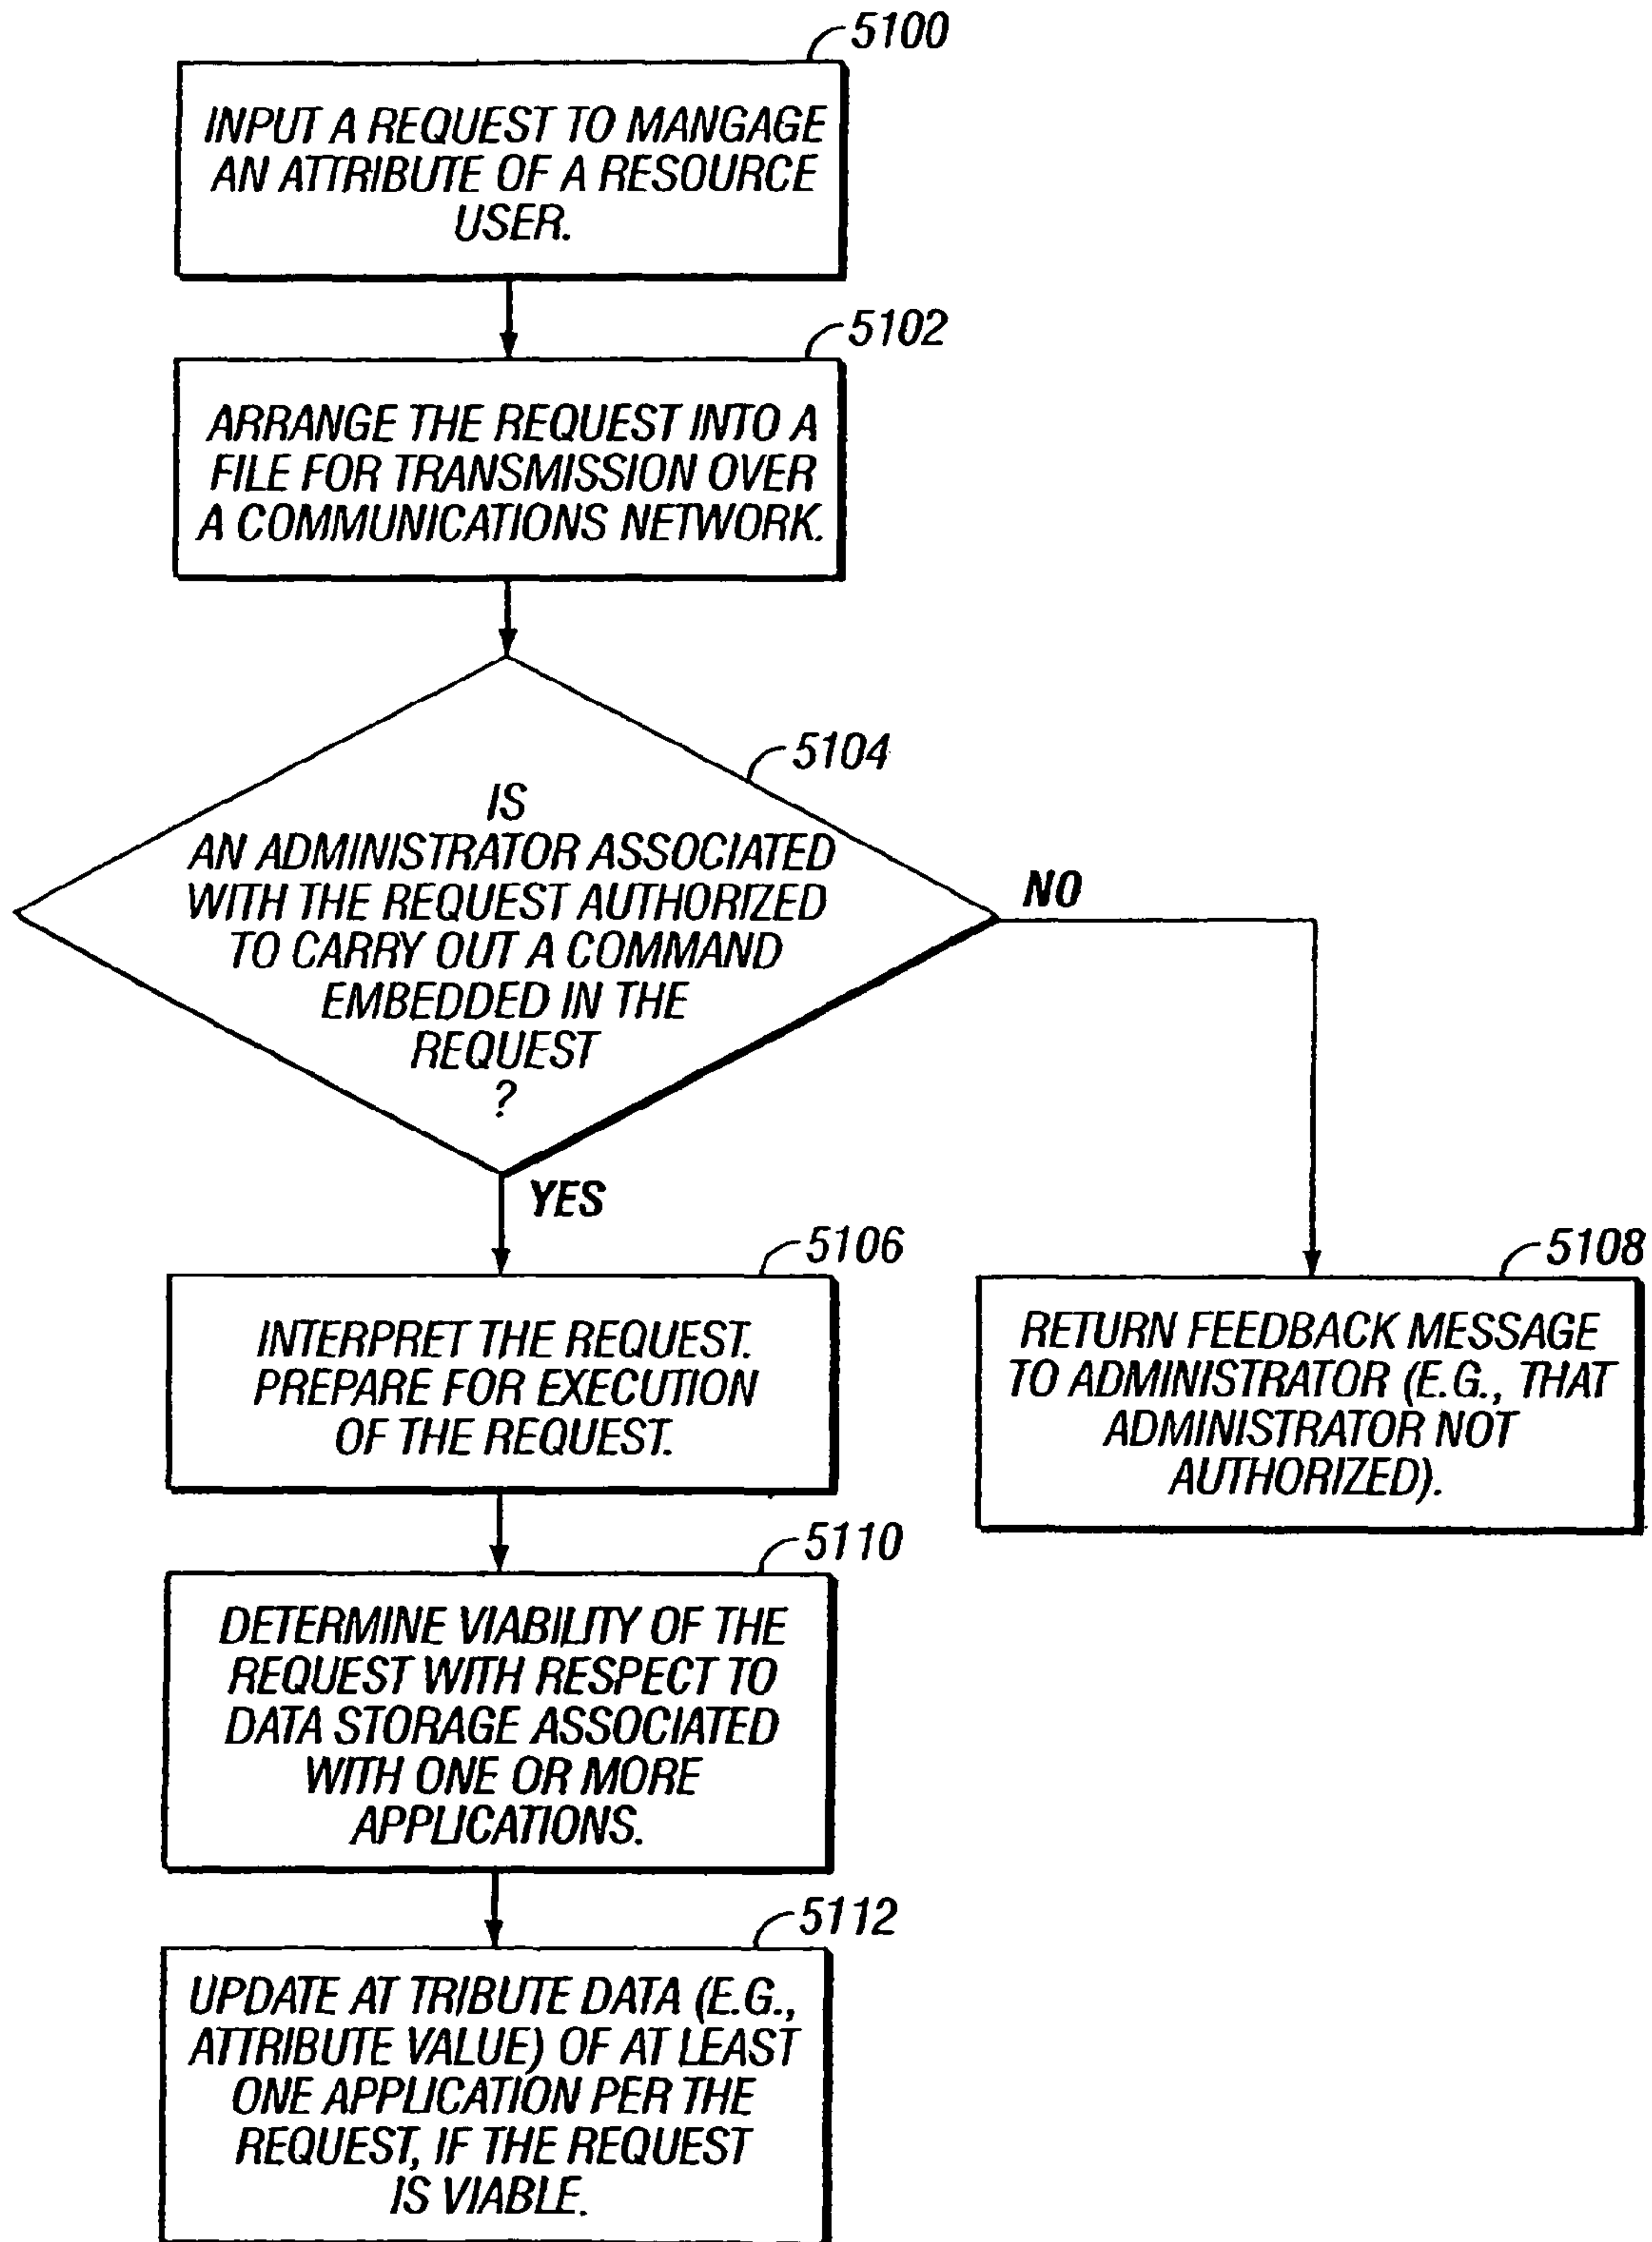 5100
INPUT A REQUEST TO MANGAGE
AN ATTRIBUTE OF A RESOURCE
USER.
5102
ARRANGE THE REQUEST INTO A
FILE FOR TRANSMISSION OVER
A COMMUNICATIONS NETWORK.
5104
IS
AN ADMINISTRATOR ASSOCIATED
WITH THE REQUEST AUTHORIZED
TO CARRY OUT A COMMAND
EMBEDDED IN THE
REQUEST
?
NO
YES
5106
INTERPRET THE REQUEST.
PREPARE FOR EXECUTION
OF THE REQUEST.
5108
RETURN FEEDBACK MESSAGE
TO ADMINISTRATOR (E.G., THAT
ADMINISTRATOR NOT
AUTHORIZED).
5110
DETERMINE VIABILITY OF THE
REQUEST WITH RESPECT TO
DATA STORAGE ASSOCIATED
WITH ONE OR MORE
APPLICATIONS.
5112
UPDATE AT TRIBUTE DATA (E.G.,
ATTRIBUTE VALUE) OF AT LEAST
ONE APPLICATION PER THE
REQUEST, IF THE REQUEST
IS VIABLE.